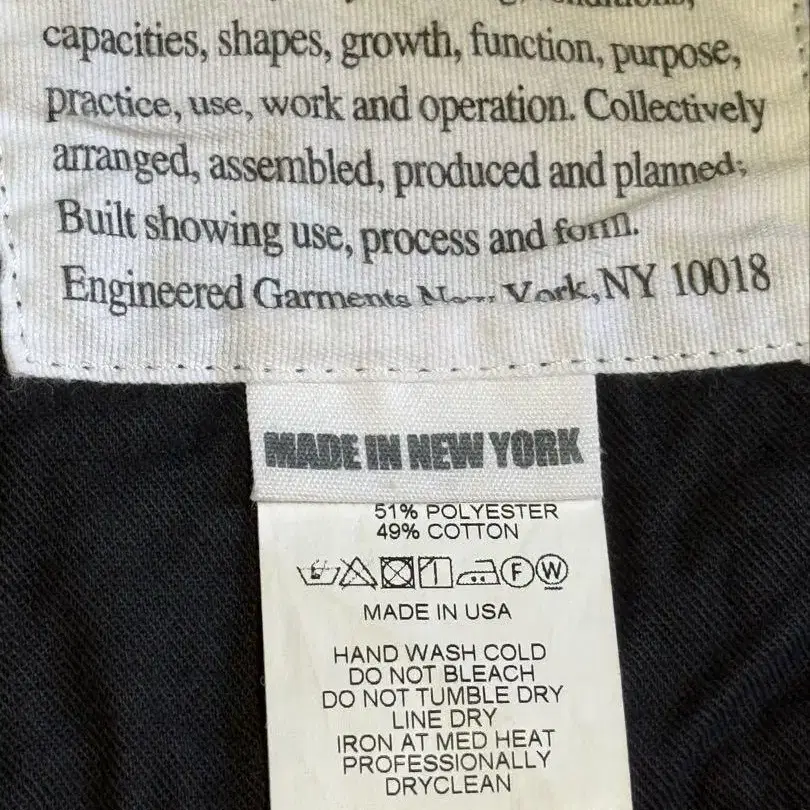 capacities, shapes, growth, function, purpose,
practice, use, work and operation. Collectively
arranged, assembled, produced and planned;
Built showing use, process and form.
Engineered Garments New York, NY 10018
MADE IN NEW YORK
51% POLYESTER
49% COTTON
F W
MADE IN USA
HAND WASH COLD
DO NOT BLEACH
DO NOT TUMBLE DRY
LINE DRY
IRON AT MED HEAT
PROFESSIONALLY
DRYCLEAN